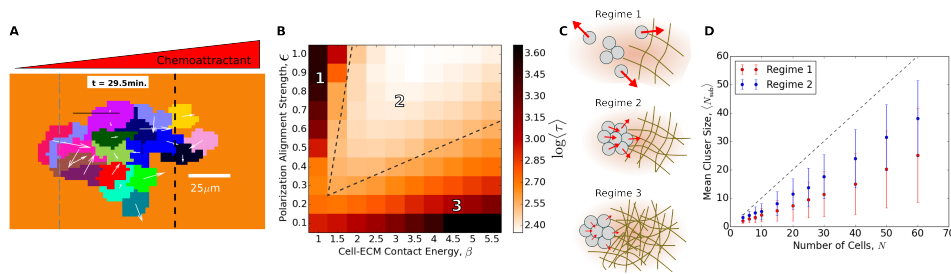 A
Chemoattractant
t = 29.5min.
25μm
B
Polarization Alignment Strength, ϵ
1.0
0.9
0.8
0.7
0.6
0.5
0.4
0.3
0.2
0.1
1
2
3
1 1.5 2 2.5 3 3.5 4 4.5 5 5.5
Cell-ECM Contact Energy, β
3.60
3.45
3.30
3.15
3.00
2.85
2.70
2.55
2.40
log⟨τ⟩
C
Regime 1
Regime 2
Regime 3
D
Regime 1
Regime 2
Mean Cluser Size, ⟨Nsub⟩
60
50
40
30
20
10
0
0 10 20 30 40 50 60 70
Number of Cells, N